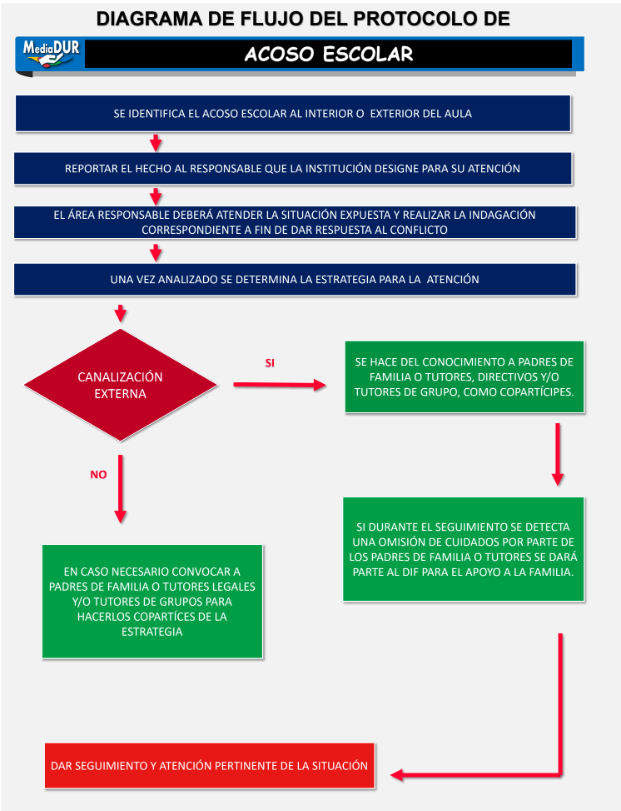 DIAGRAMA DE FLUJO DEL PROTOCOLO DE
MediaDUR
ACOSO ESCOLAR
SE IDENTIFICA EL ACOSO ESCOLAR AL INTERIOR O EXTERIOR DEL AULA
REPORTAR EL HECHO AL RESPONSABLE QUE LA INSTITUCIÓN DESIGNE PARA SU ATENCIÓN
EL ÁREA RESPONSABLE DEBERÁ ATENDER LA SITUACIÓN EXPUESTA Y REALIZAR LA INDAGACIÓN
CORRESPONDIENTE A FIN DE DAR RESPUESTA AL CONFLICTO
UNA VEZ ANALIZADO SE DETERMINA LA ESTRATEGIA PARA LA ATENCIÓN
CANALIZACIÓN
EXTERNA
SI
SE HACE DEL CONOCIMIENTO A PADRES DE
FAMILIA O TUTORES, DIRECTIVOS Y/O
TUTORES DE GRUPO, COMO COPARTÍCIPES.
NO
SI DURANTE EL SEGUIMIENTO SE DETECTA
UNA OMISIÓN DE CUIDADOS POR PARTE DE
LOS PADRES DE FAMILIA O TUTORES SE DARÁ
PARTE AL DIF PARA EL APOYO A LA FAMILIA.
EN CASO NECESARIO CONVOCAR A
PADRES DE FAMILIA O TUTORES LEGALES
Y/O TUTORES DE GRUPOS PARA
HACERLOS COPARTÍCES DE LA
ESTRATEGIA
DAR SEGUIMIENTO Y ATENCIÓN PERTINENTE DE LA SITUACIÓN